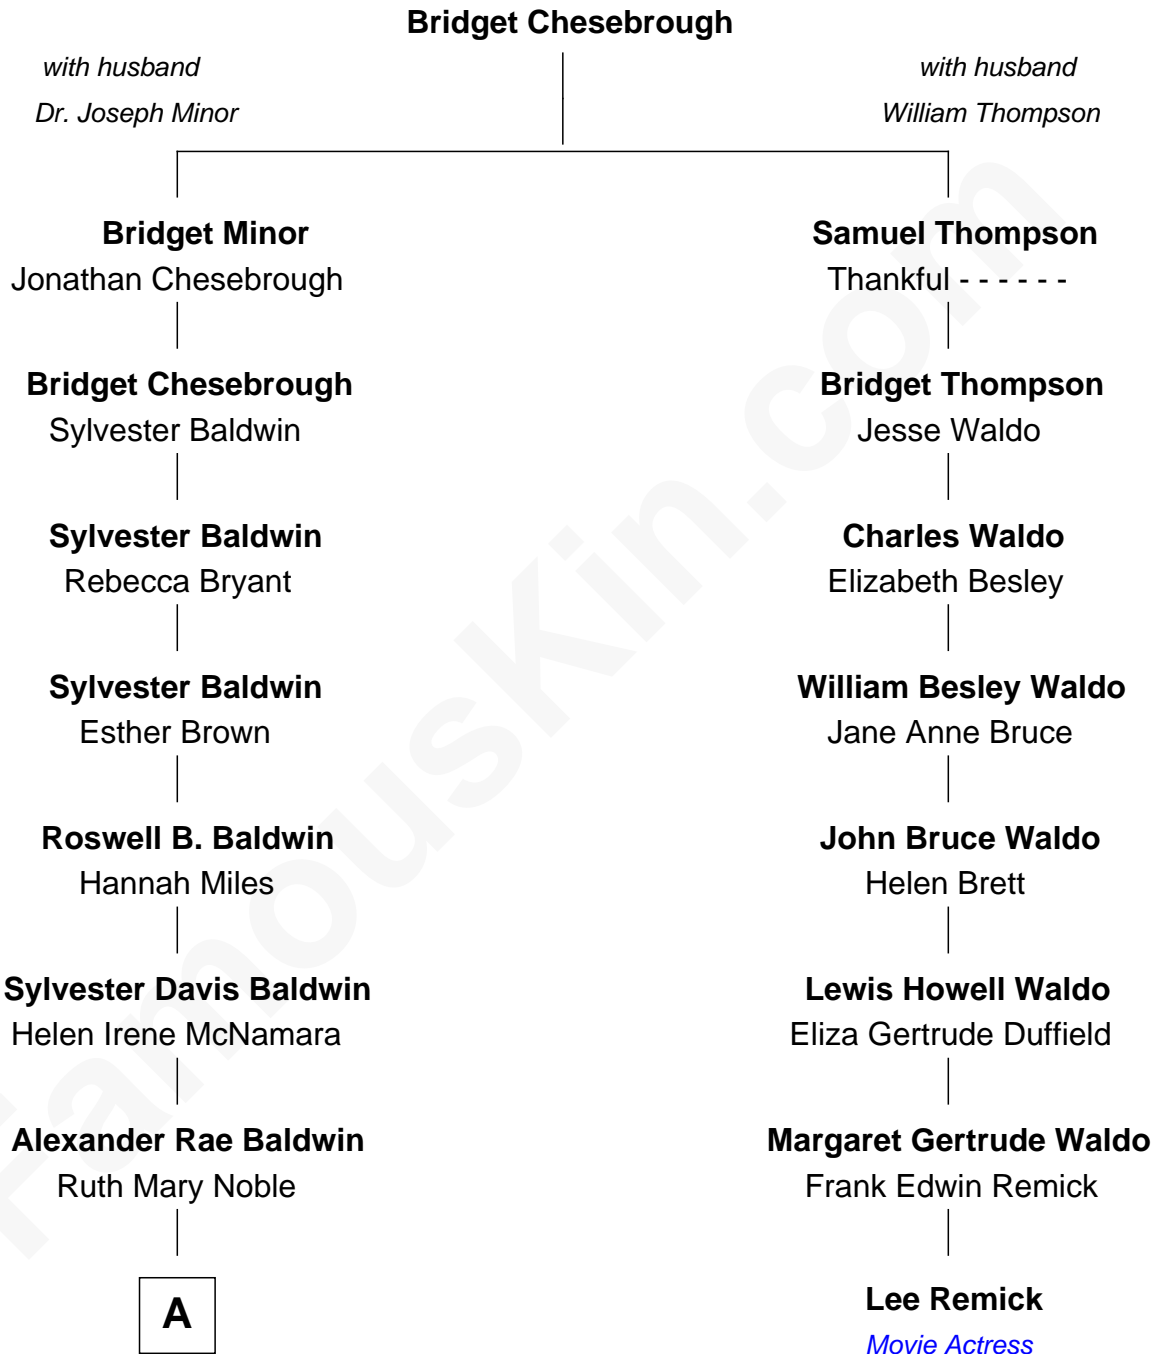 Bridget Chesebrough
with husband
Dr. Joseph Minor
with husband
William Thompson
Bridget Minor
Jonathan Chesebrough
Samuel Thompson
Thankful - - - - - -
Bridget Chesebrough
Sylvester Baldwin
Bridget Thompson
Jesse Waldo
Sylvester Baldwin
Rebecca Bryant
Charles Waldo
Elizabeth Besley
Sylvester Baldwin
Esther Brown
William Besley Waldo
Jane Anne Bruce
Roswell B. Baldwin
Hannah Miles
John Bruce Waldo
Helen Brett
Sylvester Davis Baldwin
Helen Irene McNamara
Lewis Howell Waldo
Eliza Gertrude Duffield
Alexander Rae Baldwin
Ruth Mary Noble
Margaret Gertrude Waldo
Frank Edwin Remick
A
Lee Remick
Movie Actress
FamousKin.com